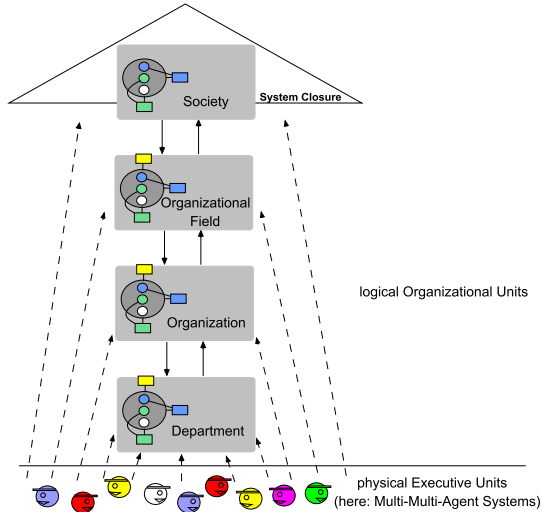 Society
System Closure
Organizational
Field
logical Organizational Units
Organization
Department
physical Executive Units
(here: Multi-Multi-Agent Systems)